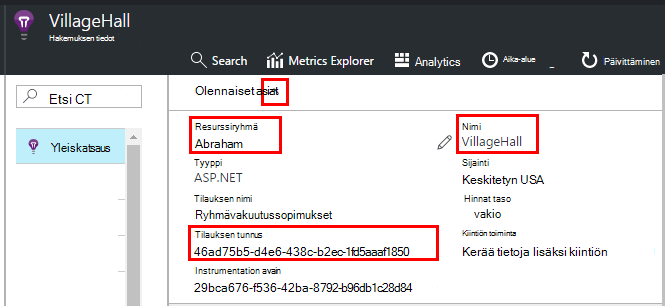 VillageHall
Hakemuksen tiedot
Search Metrics Explorer Analytics Aika-alue Päivittäminen
Etsi CT
Yleiskatsaus
Olennaiset
Resurssiryhmä
Abraham
Tyyppi
ASP.NET
Tilauksen nimi
Ryhmävakuutussopimukset
Tilauksen tunnus
46ad75b5-d4e6-438c-b2ec-1fd5aaaf1850
Instrumentation avain
29bca676-f536-42ba-8792-b96db1c28d84
Nimi
VillageHall
Sijainti
Keskitetyn USA
Hinnat taso
vakio
Kiintiön toiminta
Kerää tietoja lisäksi kiintiön